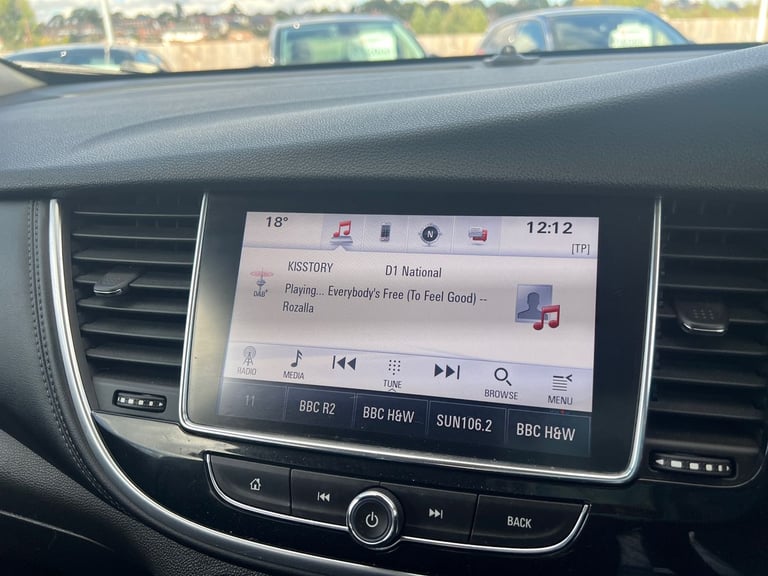 18° N 12:12
[TP]
KISSTORY D1 National
DAB+
Playing... Everybody's Free (To Feel Good) --
Rozalla
RADIO MEDIA TUNE BROWSE MENU
11 BBC R2 BBC H&W SUN106.2 BBC H&W
BACK